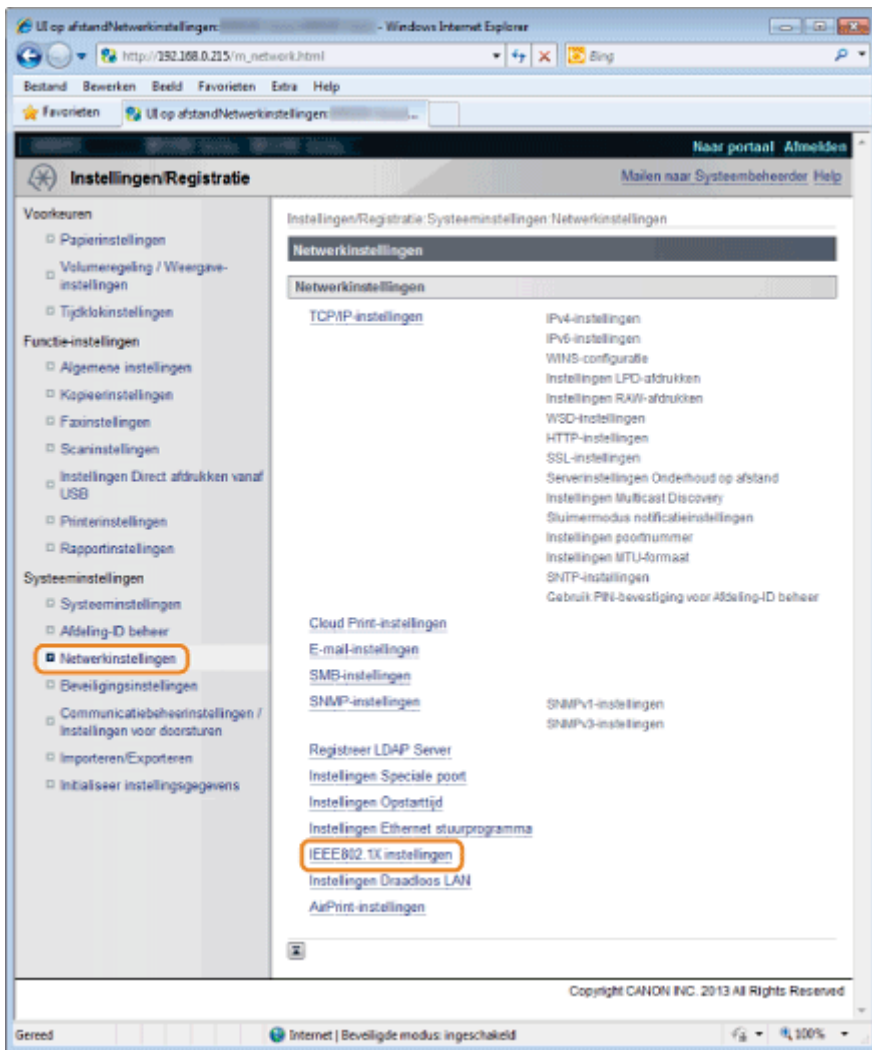 UI op afstandNetwerkinstellingen: - Windows Internet Explorer
http://192.168.0.215/m_network.html
Bing
Bestand Bewerken Beeld Favorieten Extra Help
Favorieten UI op afstandNetwerkinstellingen: ...
Naar portaal Afmelden
Instellingen/Registratie
Mailen naar Systeembeheerder Help
Voorkeuren
Papierinstellingen
Volumeregeling / Weergave-
instellingen
Tijdklokinstellingen
Functie-instellingen
Algemene instellingen
Kopieerinstellingen
Faxinstellingen
Scaninstellingen
Instellingen Direct afdrukken vanaf
USB
Printerinstellingen
Rapportinstellingen
Systeeminstellingen
Systeeminstellingen
Afdeling-ID beheer
Netwerkinstellingen
Beveiligingsinstellingen
Communicatiebeheerinstellingen /
Instellingen voor doorsturen
Importeren/Exporteren
Initialiseer instellingsgegevens
Instellingen/Registratie:Systeeminstellingen:Netwerkinstellingen
Netwerkinstellingen
Netwerkinstellingen
TCP/IP-instellingen
IPv4-instellingen
IPv6-instellingen
WINS-configuratie
Instellingen LPD-afdrukken
Instellingen RAW-afdrukken
WSD-instellingen
HTTP-instellingen
SSL-instellingen
Serverinstellingen Onderhoud op afstand
Instellingen Multicast Discovery
Sluimermodus notificatieinstellingen
Instellingen poortnummer
Instellingen MTU-formaat
SNTP-instellingen
Gebruik PIN-bevestiging voor Afdeling-ID beheer
Cloud Print-instellingen
E-mail-instellingen
SMB-instellingen
SNMP-instellingen
SNMPv1-instellingen
SNMPv3-instellingen
Registreer LDAP Server
Instellingen Speciale poort
Instellingen Opstarttijd
Instellingen Ethernet stuurprogramma
IEEE802.1X instellingen
Instellingen Draadloos LAN
AirPrint-instellingen
Copyright CANON INC. 2013 All Rights Reserved
Gereed
Internet | Beveiligde modus: ingeschakeld
100%